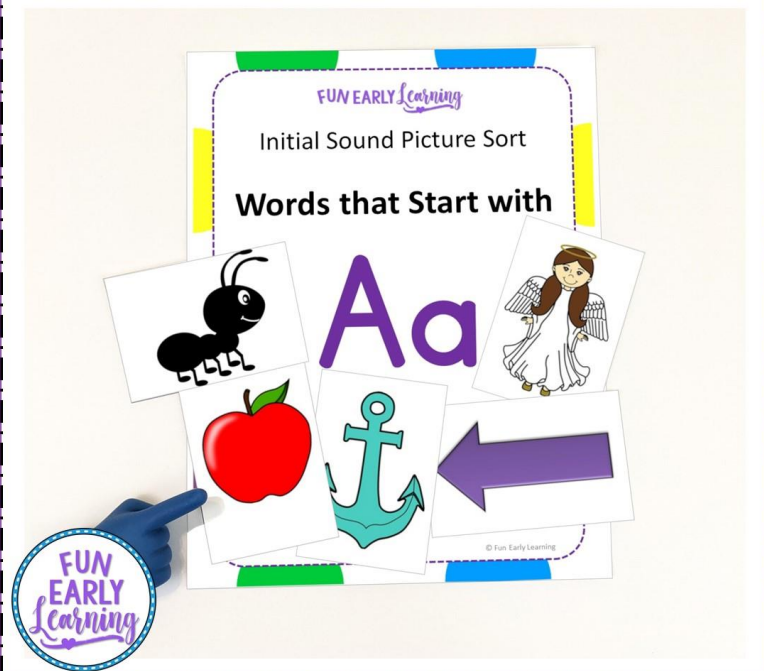 FUN EARLY Learning
Initial Sound Picture Sort
Words that Start with
Aa
© Fun Early Learning
FUN
EARLY
Learning